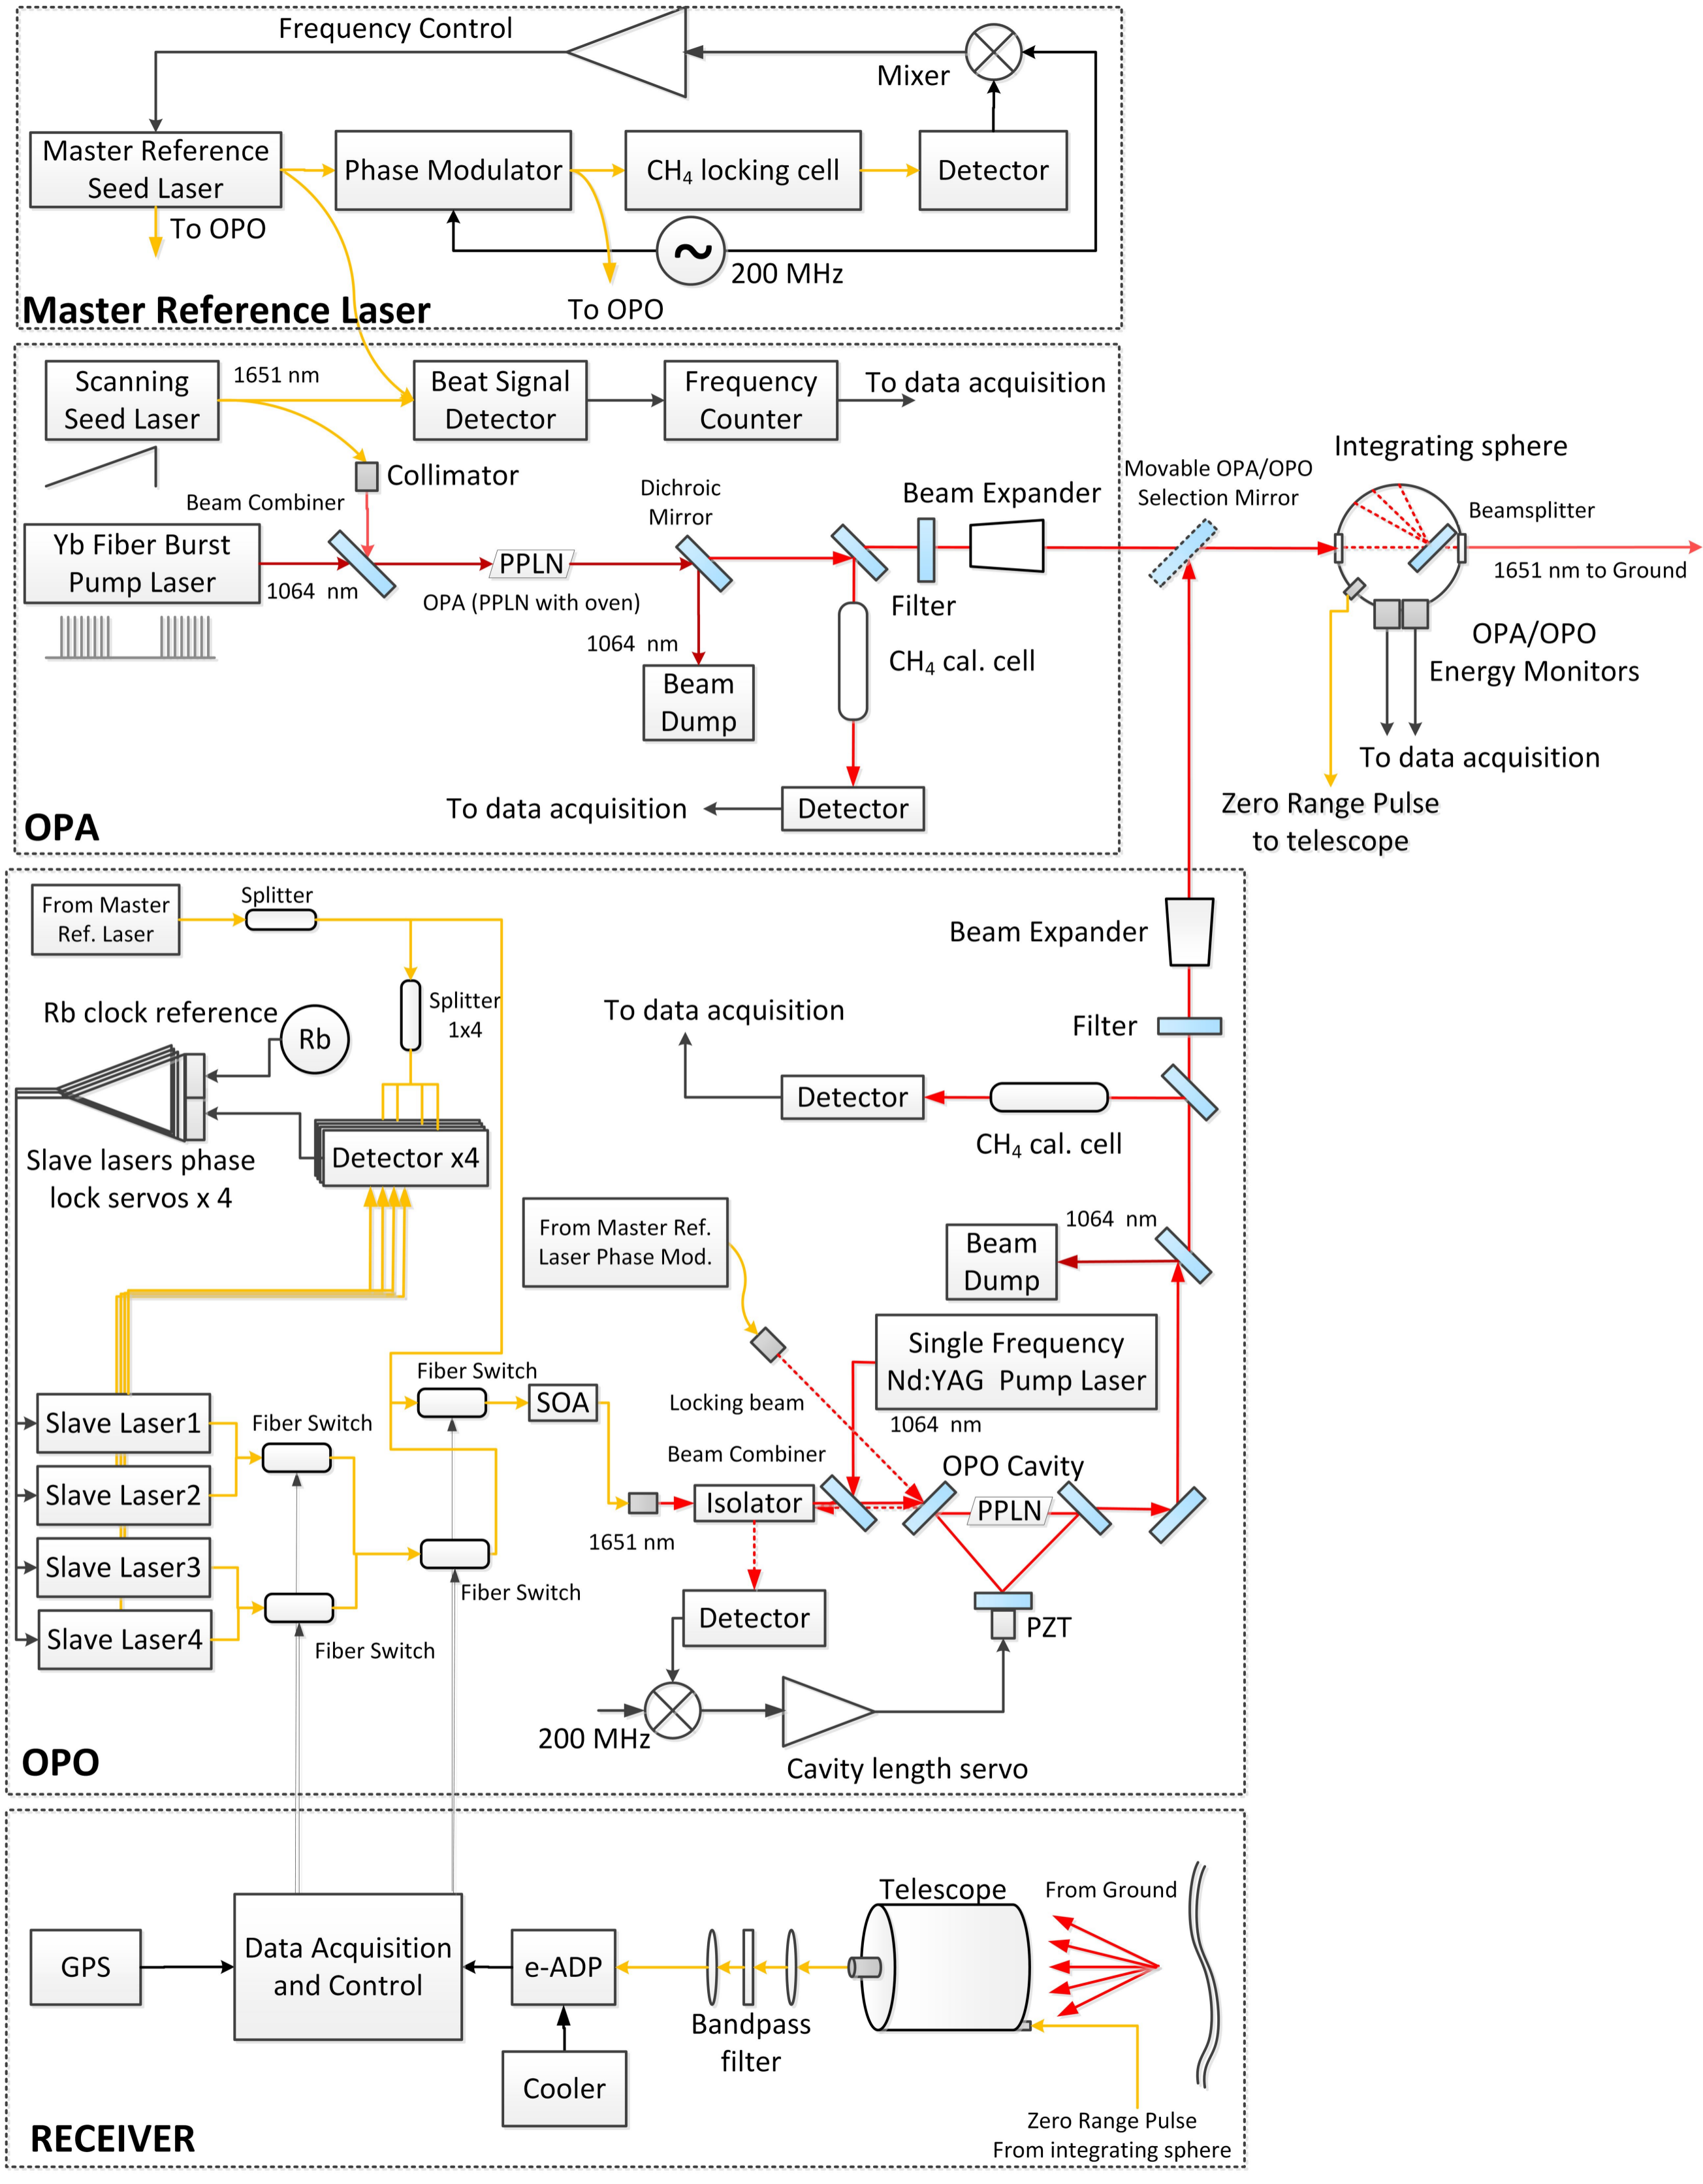 Frequency Control
Mixer
Master Reference
Seed Laser
Phase Modulator
CH₄ locking cell
Detector
To OPO
200 MHz
To OPO
Master Reference Laser
Scanning
Seed Laser
1651 nm
Beat Signal
Detector
Frequency
Counter
To data acquisition
Collimator
Beam Combiner
Dichroic
Mirror
Beam Expander
Yb Fiber Burst
Pump Laser
1064 nm
PPLN
OPA (PPLN with oven)
Filter
1064 nm
Beam
Dump
CH₄ cal. cell
To data acquisition
Detector
OPA
Movable OPA/OPO
Selection Mirror
Integrating sphere
Beamsplitter
1651 nm to Ground
OPA/OPO
Energy Monitors
To data acquisition
Zero Range Pulse
to telescope
From Master
Ref. Laser
Splitter
Splitter
1x4
Rb clock reference
Rb
Slave lasers phase
lock servos x 4
Detector x4
Beam Expander
Filter
To data acquisition
Detector
CH₄ cal. cell
From Master Ref.
Laser Phase Mod.
1064 nm
Beam
Dump
Single Frequency
Nd:YAG Pump Laser
1064 nm
Locking beam
Beam Combiner
OPO Cavity
Fiber Switch
SOA
Slave Laser1
Slave Laser2
Slave Laser3
Slave Laser4
Fiber Switch
Fiber Switch
Fiber Switch
1651 nm
Isolator
PPLN
Detector
PZT
200 MHz
Cavity length servo
OPO
Telescope
From Ground
GPS
Data Acquisition
and Control
e-ADP
Bandpass
filter
Cooler
Zero Range Pulse
From integrating sphere
RECEIVER